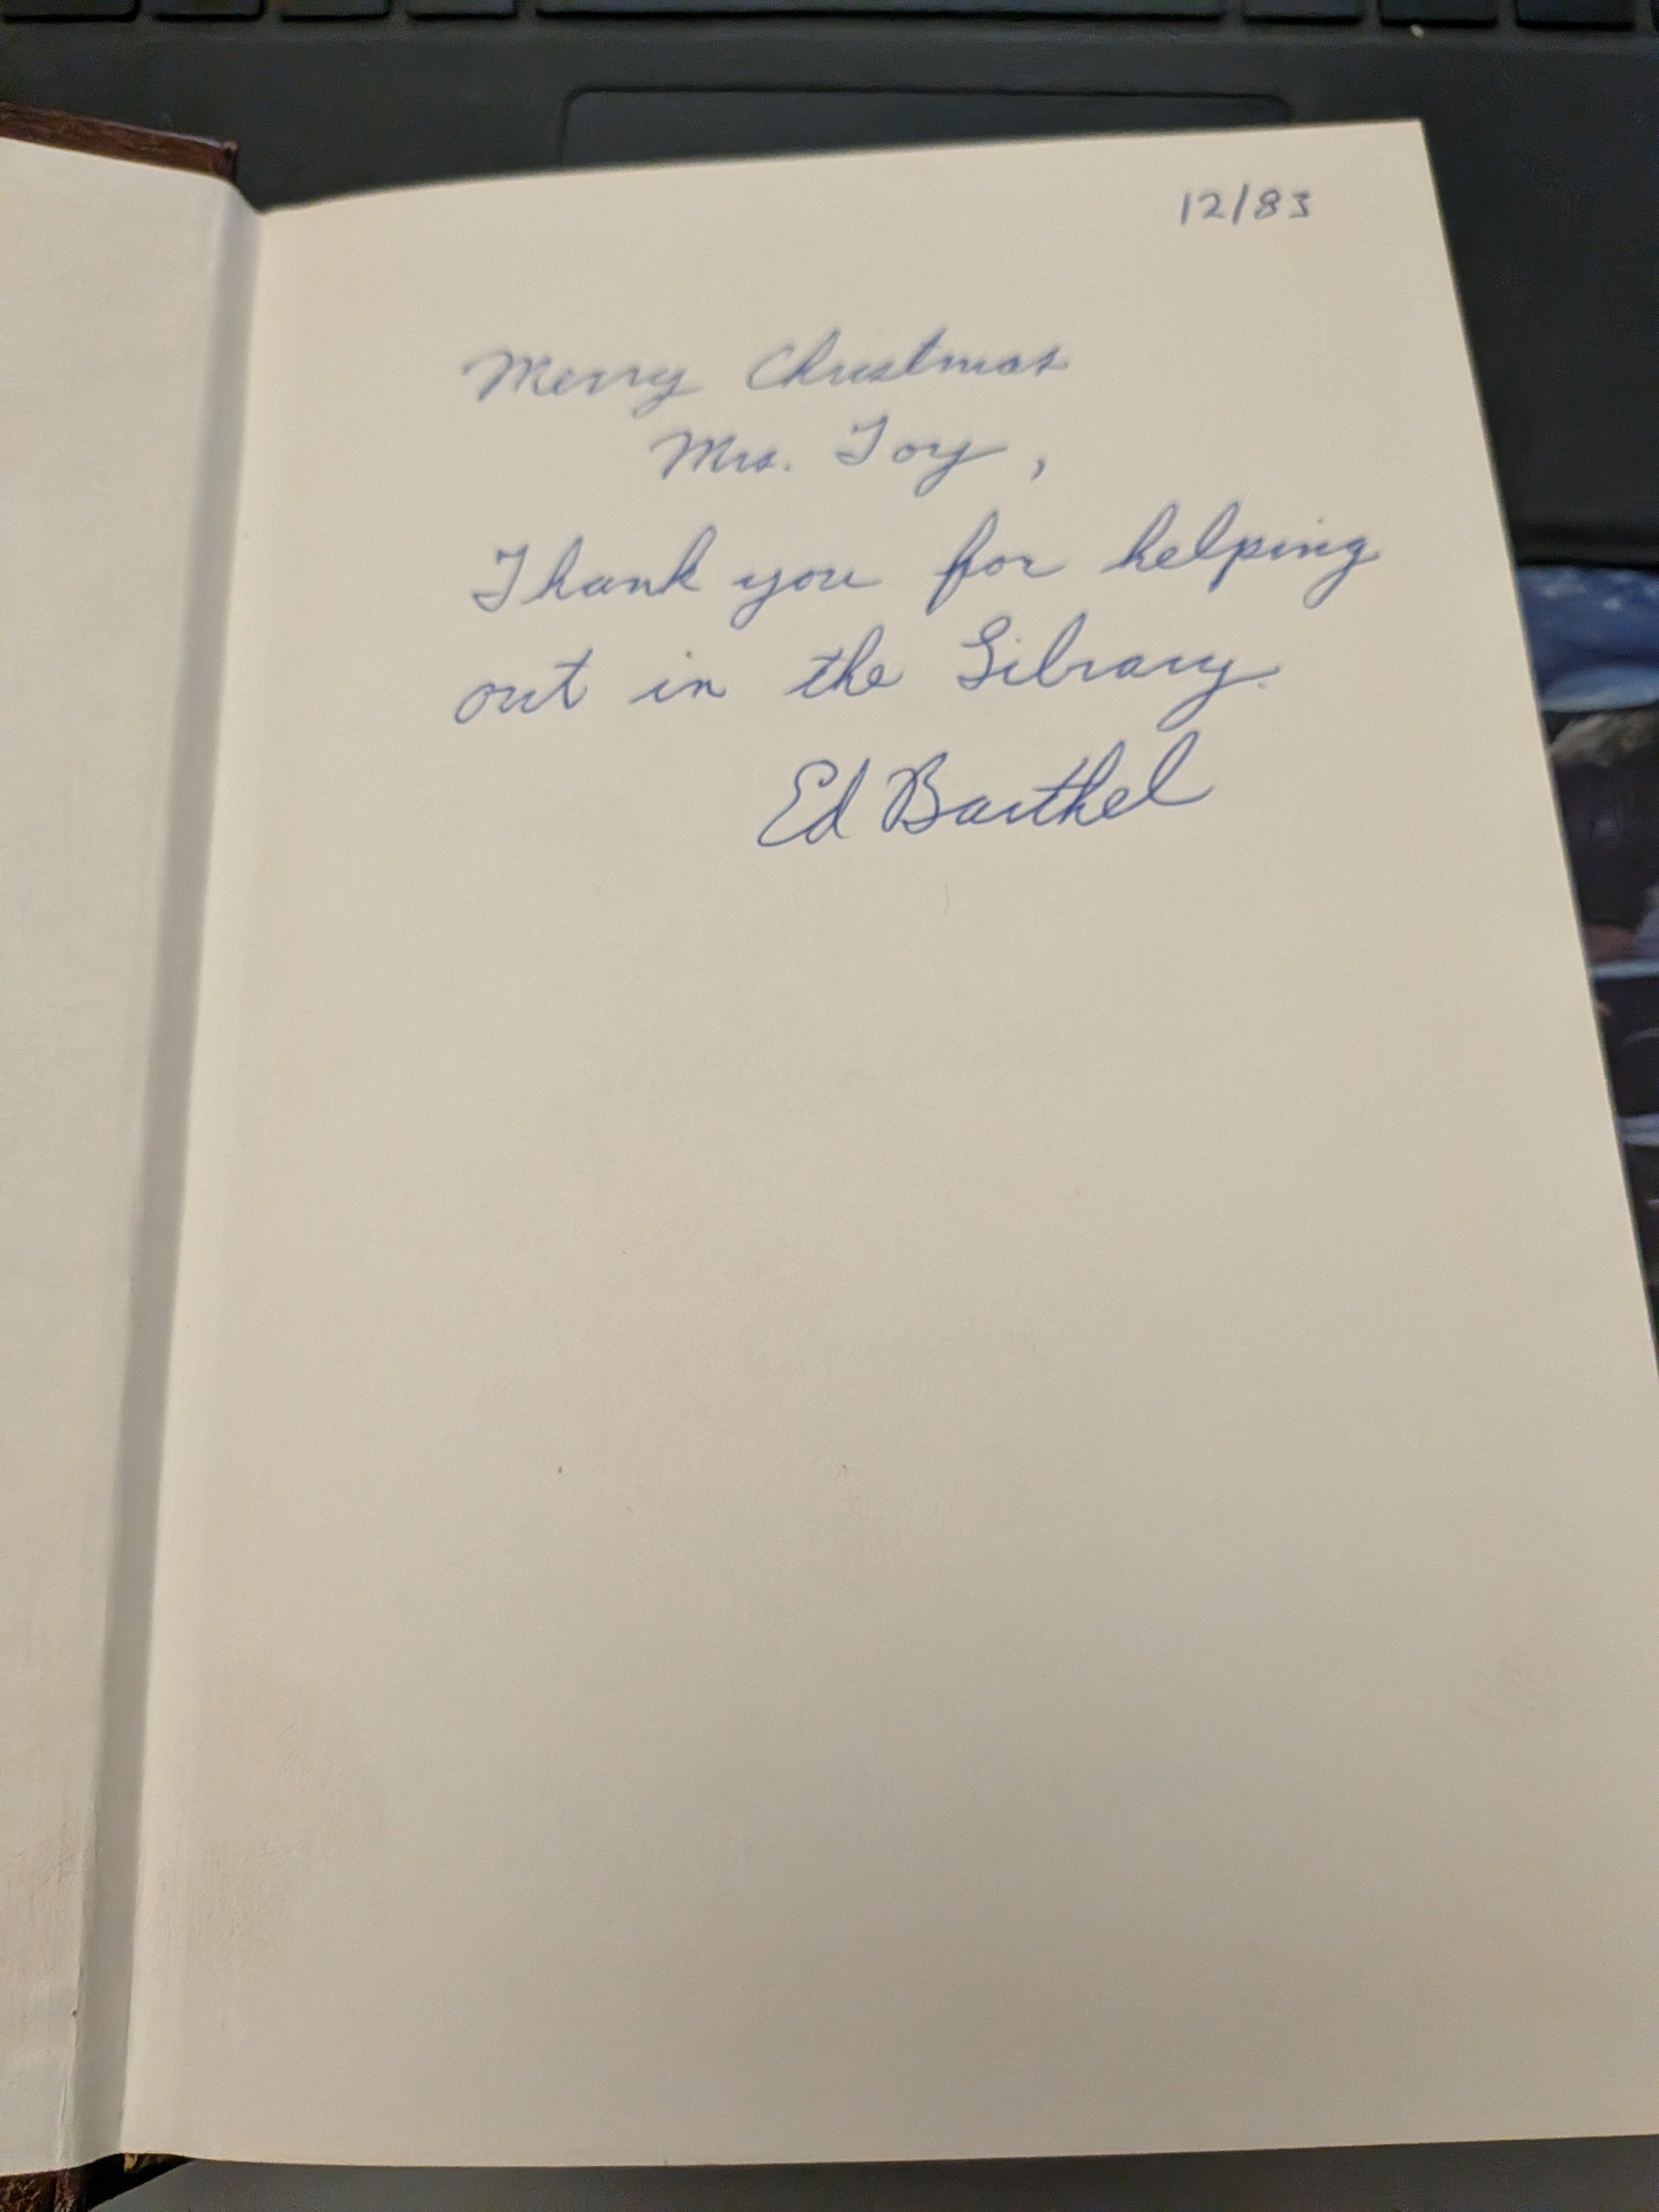 12/83
Merry Christmas
Mrs. Toy,
Thank you for helping
out in the Library.
Ed Barthel